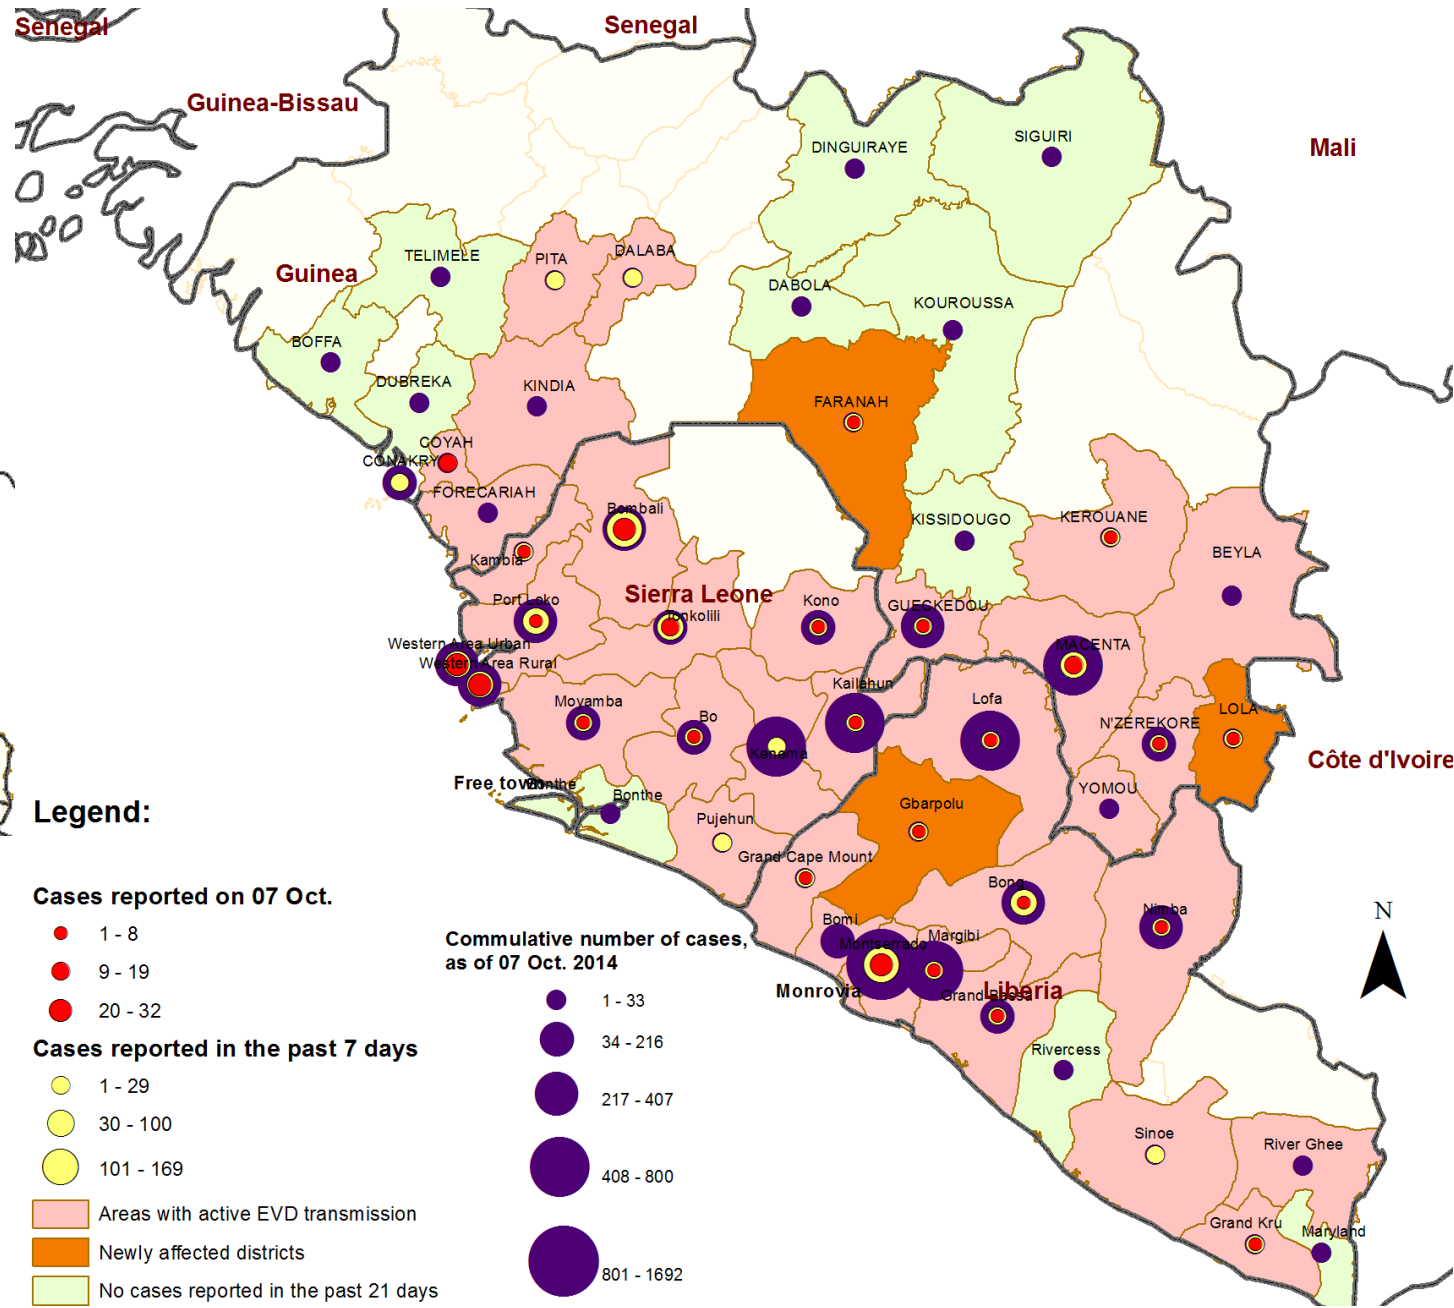 Senegal
Senegal
Guinea-Bissau
Mali
SIGUIRI
DINGUIRAYE
TELIMELE
PITA
DALABA
Guinea
DABOLA
KOUROUSSA
BOFFA
DUBREKA
KINDIA
FARANAH
COYAH
CONAKRY
FORECARIAH
Bombali
KISSIDOUGO
KEROUANE
BEYLA
Kambia
Port Loko
Sierra Leone
Tonkolili
Kono
GUECKEDOU
Western Area Urban
Western Area Rural
MACENTA
Kailahun
Lofa
Moyamba
Bo
Kenema
N'ZEREKORE
LOLA
Côte d'Ivoire
Free town
Bonthe
Bonthe
YOMOU
Gbarpolu
Pujehun
Grand Cape Mount
Bong
Nimba
Bomi
Montserrado
Margibi
Monrovia
Grand Bassa
Liberia
Rivercess
Sinoe
River Ghee
Grand Kru
Maryland
N
Legend:
Cases reported on 07 Oct.
1 - 8
9 - 19
20 - 32
Cases reported in the past 7 days
1 - 29
30 - 100
101 - 169
Areas with active EVD transmission
Newly affected districts
No cases reported in the past 21 days
Commulative number of cases,
as of 07 Oct. 2014
1 - 33
34 - 216
217 - 407
408 - 800
801 - 1692